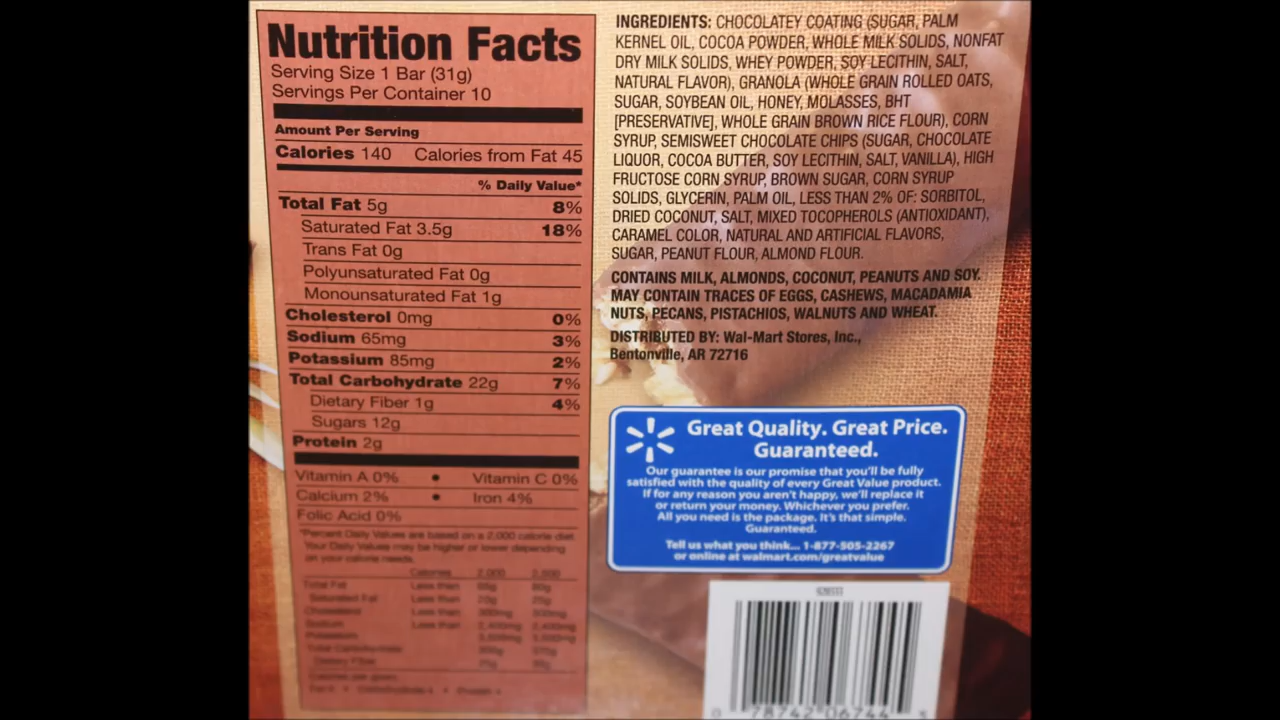 Nutrition Facts
Serving Size 1 Bar (31g)
Servings Per Container 10
Amount Per Serving
Calories 140 Calories from Fat 45
% Daily Value*
Total Fat 5g 8%
Saturated Fat 3.5g 18%
Trans Fat 0g
Polyunsaturated Fat 0g
Monounsaturated Fat 1g
Cholesterol 0mg 0%
Sodium 65mg 3%
Potassium 85mg 2%
Total Carbohydrate 22g 7%
Dietary Fiber 1g 4%
Sugars 12g
Protein 2g
Vitamin A 0% • Vitamin C 0%
Calcium 2% • Iron 4%
Folic Acid 0%
*Percent Daily Values are based on a 2,000 calorie diet.
Your Daily Values may be higher or lower depending
on your calorie needs.
Calories 2,000 2,500
Total Fat Less than 65g 80g
Saturated Fat Less than 20g 25g
Cholesterol Less than 300mg 300mg
Sodium Less than 2,400mg 2,400mg
Potassium 3,500mg 3,500mg
Total Carbohydrate 300g 375g
Dietary Fiber
INGREDIENTS: CHOCOLATEY COATING (SUGAR, PALM
KERNEL OIL, COCOA POWDER, WHOLE MILK SOLIDS, NONFAT
DRY MILK SOLIDS, WHEY POWDER, SOY LECITHIN, SALT,
NATURAL FLAVOR), GRANOLA (WHOLE GRAIN ROLLED OATS,
SUGAR, SOYBEAN OIL, HONEY, MOLASSES, BHT
[PRESERVATIVE], WHOLE GRAIN BROWN RICE FLOUR), CORN
SYRUP, SEMISWEET CHOCOLATE CHIPS (SUGAR, CHOCOLATE
LIQUOR, COCOA BUTTER, SOY LECITHIN, SALT, VANILLA), HIGH
FRUCTOSE CORN SYRUP, BROWN SUGAR, CORN SYRUP
SOLIDS, GLYCERIN, PALM OIL, LESS THAN 2% OF: SORBITOL,
DRIED COCONUT, SALT, MIXED TOCOPHEROLS (ANTIOXIDANT),
CARAMEL COLOR, NATURAL AND ARTIFICIAL FLAVORS,
SUGAR, PEANUT FLOUR, ALMOND FLOUR.
CONTAINS MILK, ALMONDS, COCONUT, PEANUTS AND SOY.
MAY CONTAIN TRACES OF EGGS, CASHEWS, MACADAMIA
NUTS, PECANS, PISTACHIOS, WALNUTS AND WHEAT.
DISTRIBUTED BY: Wal-Mart Stores, Inc.,
Bentonville, AR 72716
Great Quality. Great Price.
Guaranteed.
Our guarantee is our promise that you'll be fully
satisfied with the quality of every Great Value product.
If for any reason you aren't happy, we'll replace it
or return your money. Whichever you prefer.
All you need is the package. It's that simple.
Guaranteed.
Tell us what you think... 1-877-505-2267
or online at walmart.com/greatvalue
0 78742 06744 5